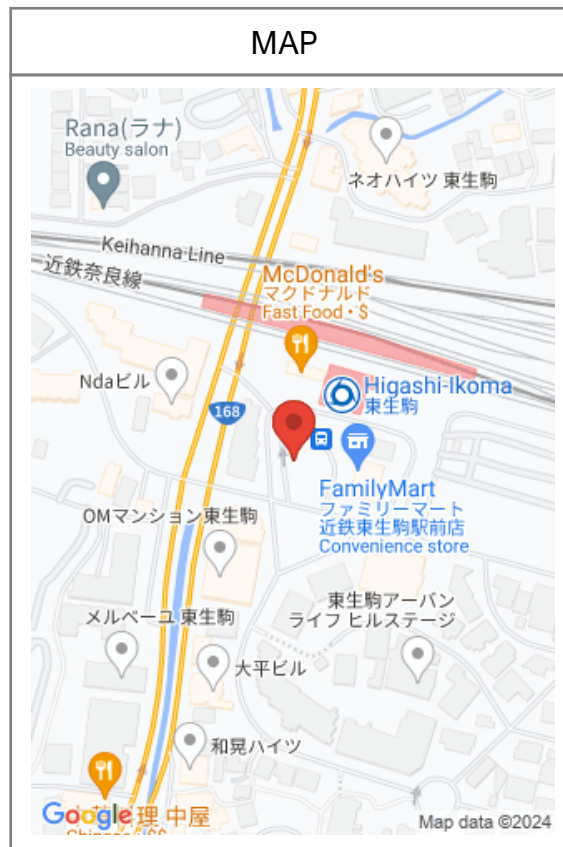 MAP
Rana(ラナ)
Beauty salon
ネオハイツ 東生駒
Keihanna Line
近鉄奈良線
McDonald's
マクドナルド
Fast Food・$
Ndaビル
Higashi-Ikoma
東生駒
168
FamilyMart
ファミリーマート
近鉄東生駒駅前店
Convenience store
OMマンション東生駒
東生駒アーバン
ライフ ヒルステージ
メルベーユ 東生駒
大平ビル
和晃ハイツ
理 中屋
Google
Map data ©2024